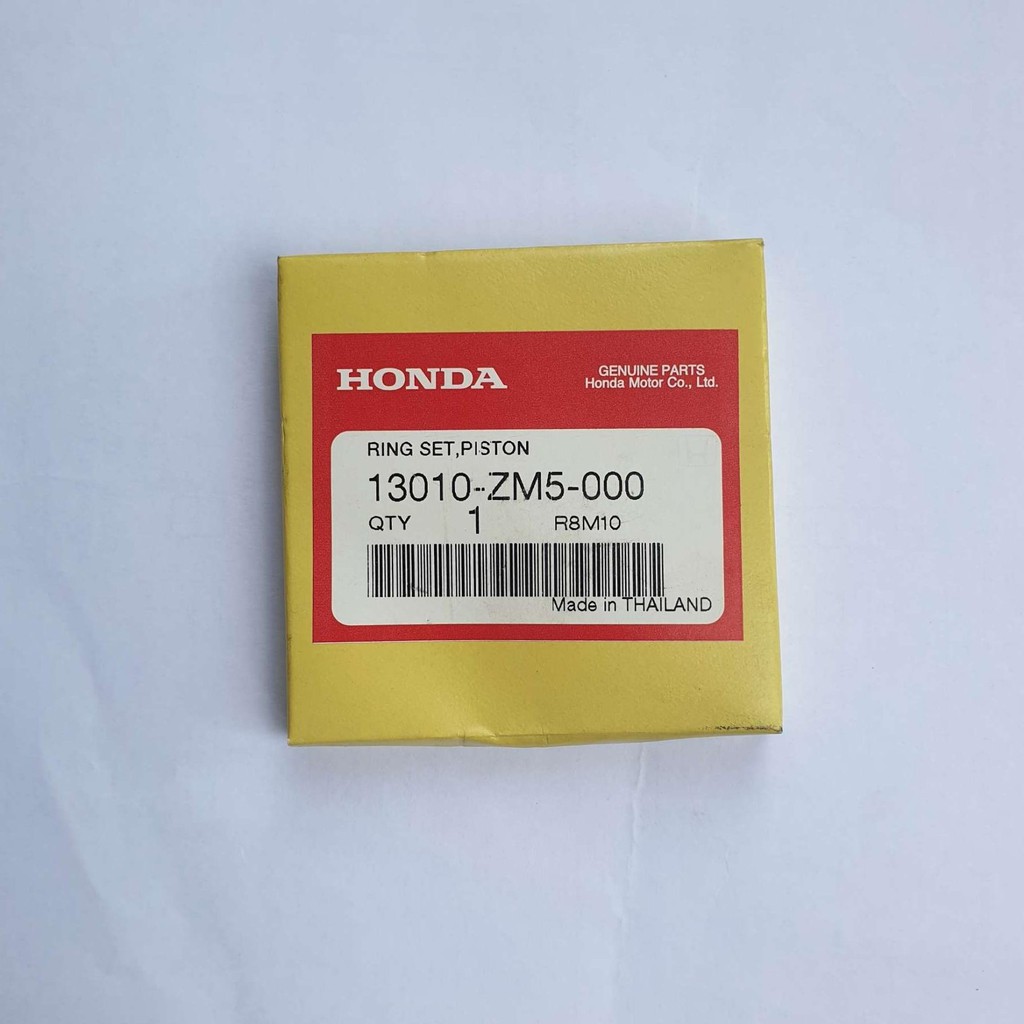 HONDA
GENUINE PARTS
Honda Motor Co., Ltd.
RING SET,PISTON
13010-ZM5-000
QTY 1 R8M10
Made in THAILAND